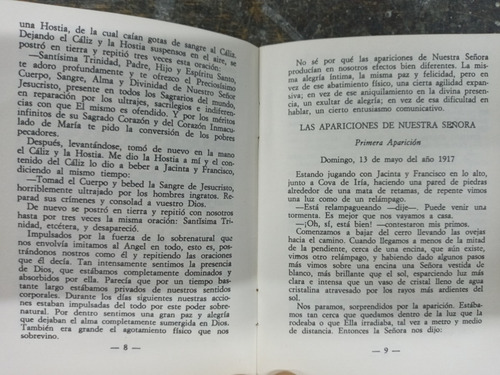 una Hostia, de la cual caían gotas de sangre al Cáliz.
Dejando el Cáliz y la Hostia suspensos en el aire, se
postró en tierra y repitió tres veces esta oración:
—Santísima Trinidad, Padre, Hijo y Espíritu Santo,
te adoro profundamente y te ofrezco el Preciosísimo
Cuerpo, Sangre, Alma y Divinidad de Nuestro Señor
Jesucristo, presente en todos los Sagrarios del mundo,
en reparación por los ultrajes, sacrilegios e indiferen-
cias con que El mismo es ofendido. Y por los méritos
infinitos de su Sagrado Corazón y del Corazón Inmacu-
lado de María te pido la conversión de los pobres
pecadores.
Después, levantándose, tomó de nuevo en la mano
el Cáliz y la Hostia. Me dio la Hostia a mí y el conte-
nido del Cáliz lo dio a beber a Jacinta y Francisco,
diciendo al mismo tiempo:
—Tomad el Cuerpo y bebed la Sangre de Jesucristo,
horriblemente ultrajado por los hombres ingratos. Repa-
rad sus crímenes y consolad a vuestro Dios.
De nuevo se postró en tierra y repitió con nosotros
hasta por tres veces la misma oración: Santísima Tri-
nidad, etcétera, y desapareció.
Impulsados por la fuerza de lo sobrenatural que
nos envolvía imitamos al Angel en todo, esto es, pos-
trándonos nosotros como él y repitiendo las oraciones
que él decía. Tan intensamente sentimos la presencia
de Dios, que estábamos completamente dominados y
absorbidos por ella. Parecía que por un tiempo bas-
tante largo estábamos privados de nuestros sentidos
corporales. Durante los días siguientes nuestras accio-
nes estaban impulsadas del todo por este poder sobre-
natural. Por dentro sentimos una gran paz y alegría
que dejaban el alma completamente sumergida en Dios.
También era grande el agotamiento físico que nos
sobrevino.
— 8 —
No sé por qué las apariciones de Nuestra Señora
producían en nosotros efectos bien diferentes. La mis-
ma alegría íntima, la misma paz y felicidad, pero en
vez de ese abatimiento físico, una cierta agilidad expan-
siva; en vez de ese aniquilamiento en la divina presen-
cia, un exultar de alegría; en vez de esa dificultad en
hablar, un cierto entusiasmo comunicativo.
LAS APARICIONES DE NUESTRA SEÑORA
Primera Aparición
Domingo, 13 de mayo del año 1917
Estando jugando con Jacinta y Francisco en lo alto,
junto a Cova de Iría, haciendo una pared de piedras
alrededor de una mata de retamas, de repente vimos
una luz como de un relámpago.
—Está relampagueando —dije—. Puede venir una
tormenta. Es mejor que nos vayamos a casa.
—¡Oh, sí, está bien! —contestaron mis primos.
Comenzamos a bajar del cerro llevando las ovejas
hacia el camino. Cuando llegamos a menos de la mitad
de la pendiente, cerca de una encina, que aún existe,
vimos otro relámpago, y habiendo dado algunos pasos
más vimos sobre una encina una Señora vestida de
blanco, más brillante que el sol, esparciendo luz más
clara e intensa que un vaso de cristal lleno de agua
cristalina atravesado por los rayos más ardientes del
sol.
Nos paramos, sorprendidos por la aparición. Estába-
mos tan cerca que quedamos dentro de la luz que la
rodeaba o que Ella irradiaba, tal vez a metro y medio
de distancia. Entonces la Señora nos dijo:
— 9 —